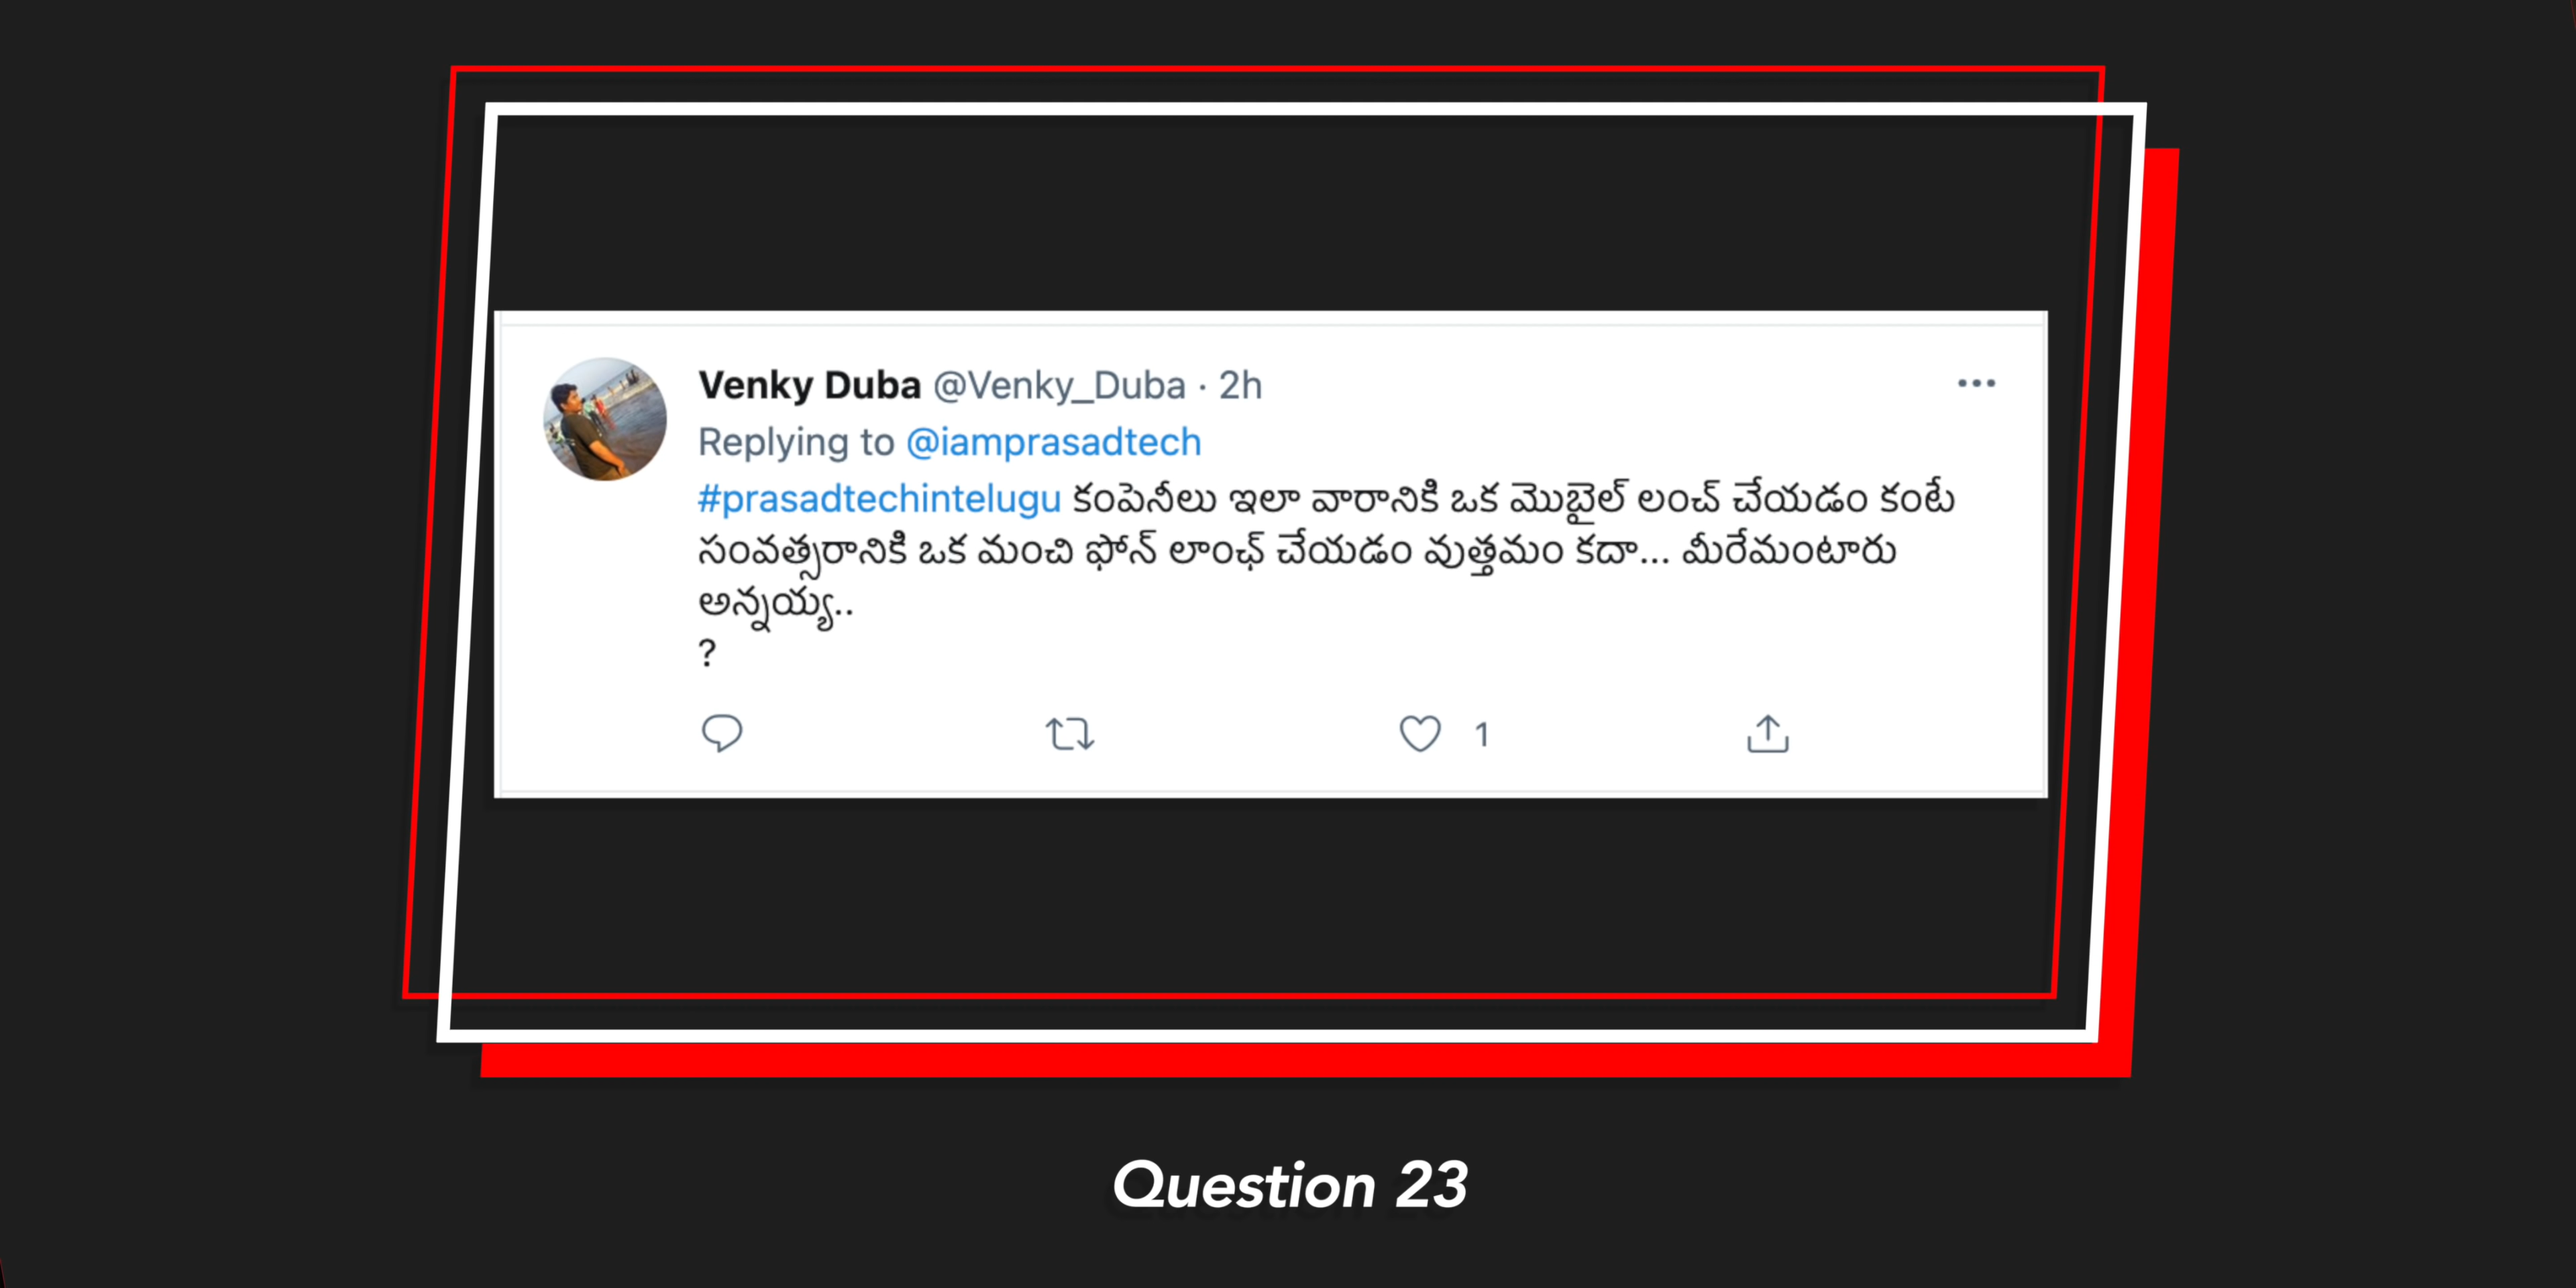 Venky Duba @Venky_Duba · 2h
Replying to @iamprasadtech
#prasadtechintelugu కంపెనీలు ఇలా వారానికి ఒక మొబైల్ లంచ్ చేయడం కంటే
సంవత్సరానికి ఒక మంచి ఫోన్ లాంఛ్ చేయడం వుత్తమం కదా... మీరేమంటారు
అన్నయ్య..
?
1
Question 23